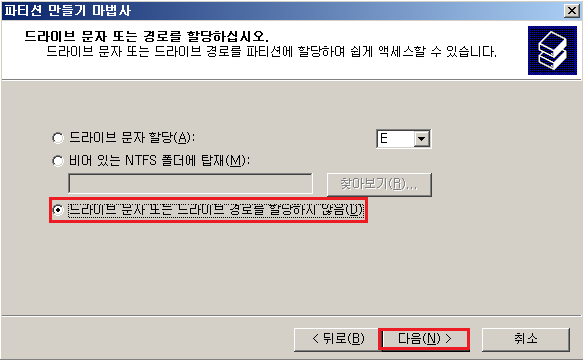 파티션 만들기 마법사
드라이브 문자 또는 경로를 할당하십시오.
드라이브 문자 또는 드라이브 경로를 파티션에 할당하여 쉽게 액세스할 수 있습니다.
드라이브 문자 할당(A):
E
비어 있는 NTFS 폴더에 탑재(M):
찾아보기(R)...
드라이브 문자 또는 드라이브 경로를 할당하지 않음(D)
< 뒤로(B)
다음(N) >
취소